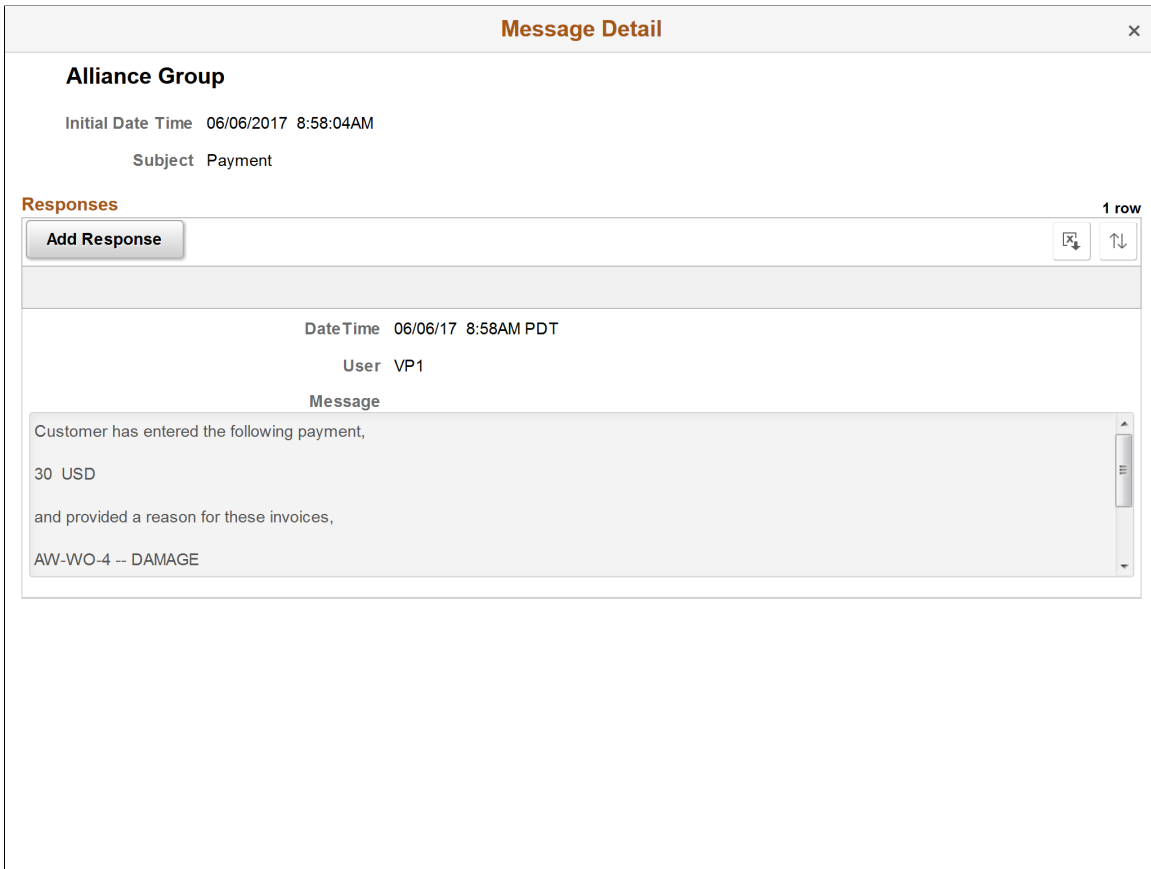 Message Detail
×
Alliance Group
Initial Date Time 06/06/2017 8:58:04AM
Subject Payment
Responses
1 row
Add Response
DateTime 06/06/17 8:58AM PDT
User VP1
Message
Customer has entered the following payment,
30 USD
and provided a reason for these invoices,
AW-WO-4 -- DAMAGE